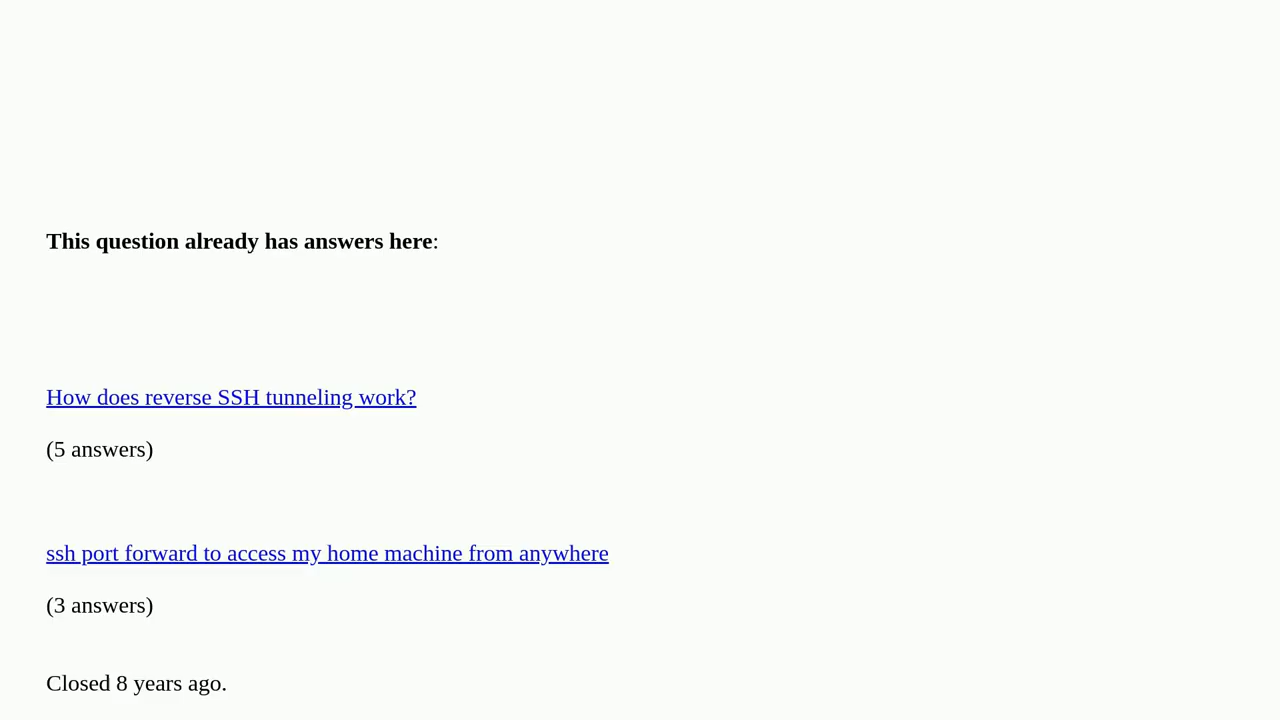 This question already has answers here:
How does reverse SSH tunneling work?
(5 answers)
ssh port forward to access my home machine from anywhere
(3 answers)
Closed 8 years ago.